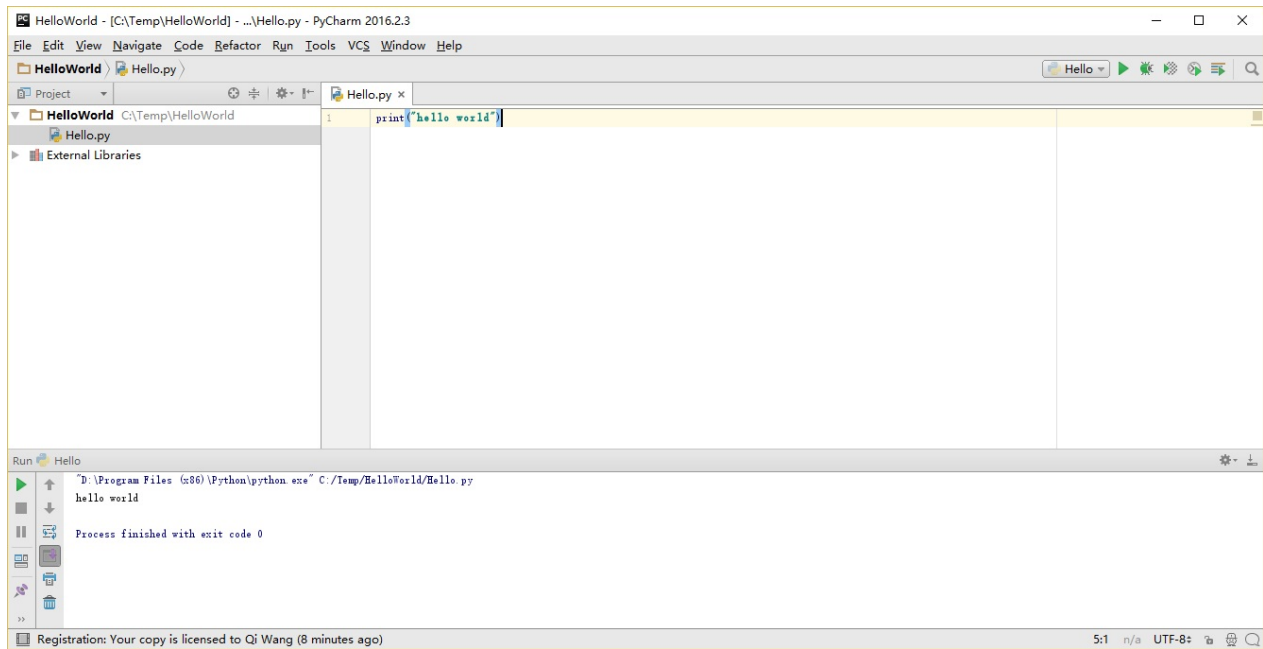 HelloWorld - [C:\Temp\HelloWorld] - ...\Hello.py - PyCharm 2016.2.3
File Edit View Navigate Code Refactor Run Tools VCS Window Help
HelloWorld Hello.py
Hello
Project
Hello.py
HelloWorld C:\Temp\HelloWorld
Hello.py
External Libraries
1 print("hello world")
Run Hello
"D:\Program Files (x86)\Python\python.exe" C:/Temp/HelloWorld/Hello.py
hello world
Process finished with exit code 0
Registration: Your copy is licensed to Qi Wang (8 minutes ago)
5:1 n/a UTF-8